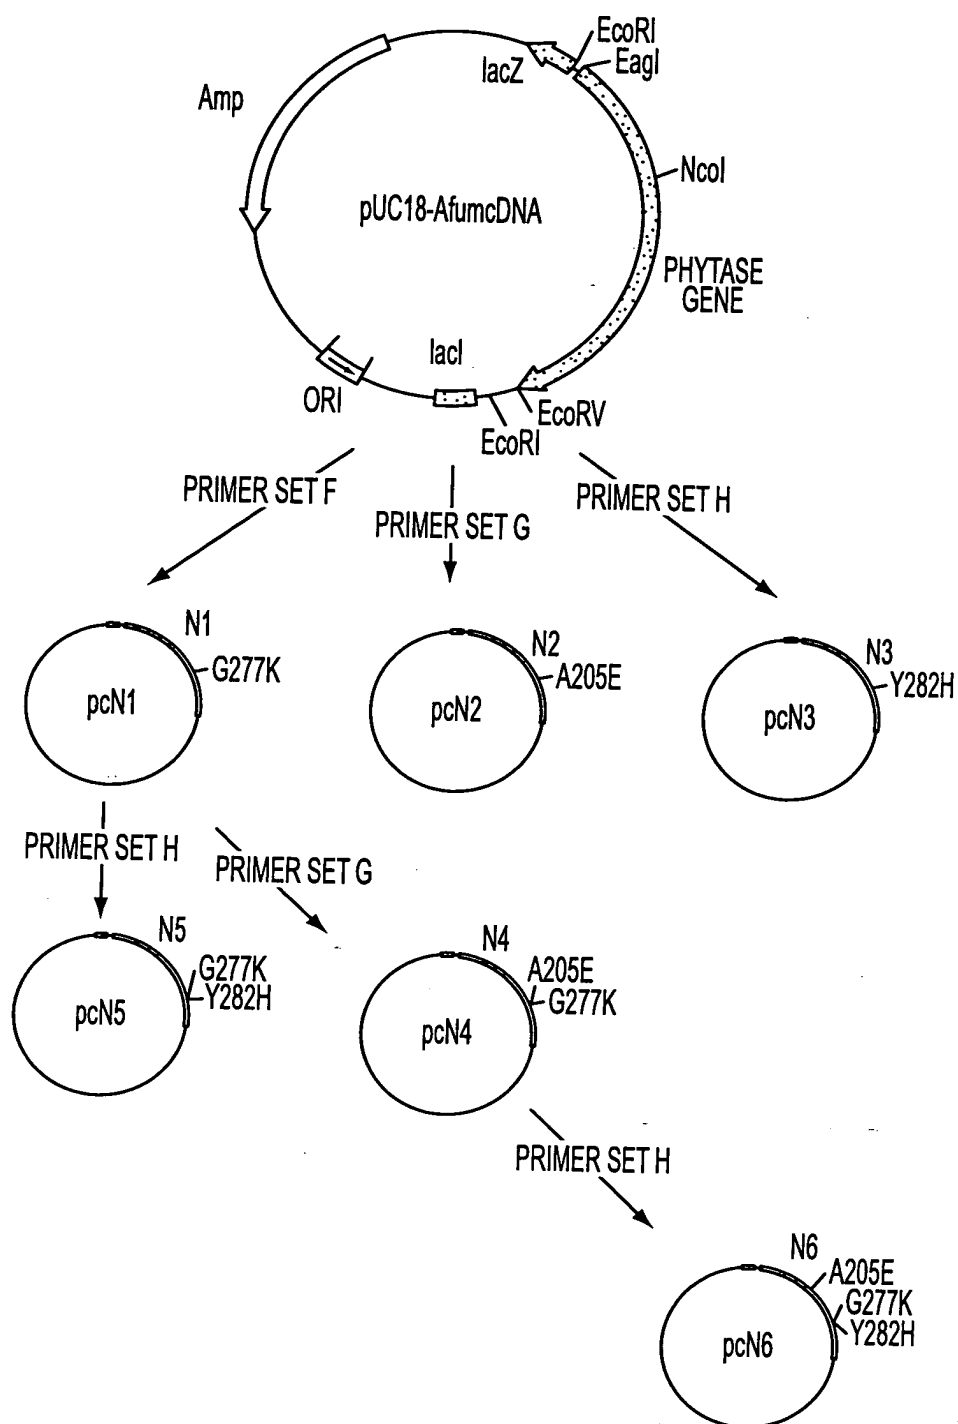 EcoRI
lacZ
EagI
Amp
NcoI
pUC18-AfumcDNA
PHYTASE
GENE
lacI
ORI
EcoRV
EcoRI
PRIMER SET F
PRIMER SET G
PRIMER SET H
N1
G277K
pcN1
N2
A205E
pcN2
N3
Y282H
pcN3
PRIMER SET H
PRIMER SET G
N5
G277K
Y282H
pcN5
N4
A205E
G277K
pcN4
PRIMER SET H
N6
A205E
G277K
Y282H
pcN6